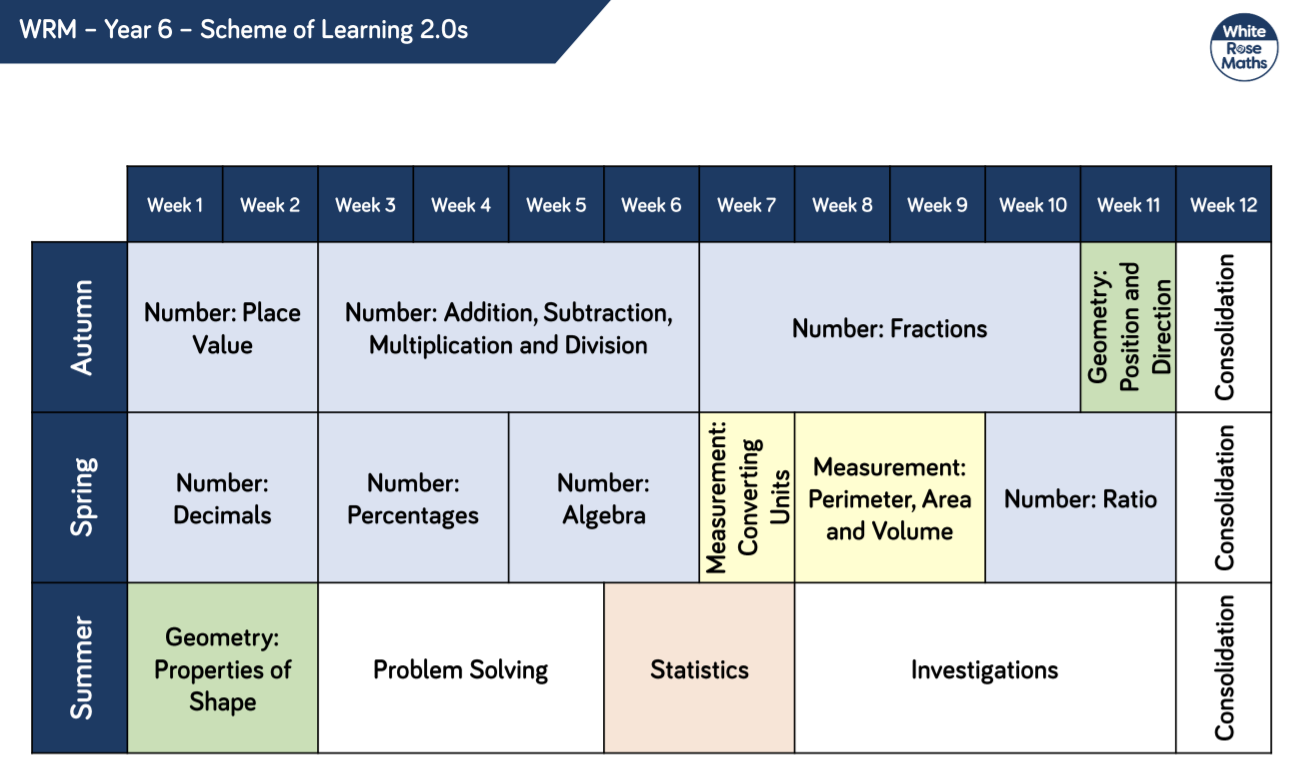 WRM – Year 6 – Scheme of Learning 2.0s
White
Rose
Maths
Week 1
Week 2
Week 3
Week 4
Week 5
Week 6
Week 7
Week 8
Week 9
Week 10
Week 11
Week 12
Autumn
Number: Place
Value
Number: Addition, Subtraction,
Multiplication and Division
Number: Fractions
Geometry:
Position and
Direction
Consolidation
Spring
Number:
Decimals
Number:
Percentages
Number:
Algebra
Measurement:
Converting
Units
Measurement:
Perimeter, Area
and Volume
Number: Ratio
Consolidation
Summer
Geometry:
Properties of
Shape
Problem Solving
Statistics
Investigations
Consolidation